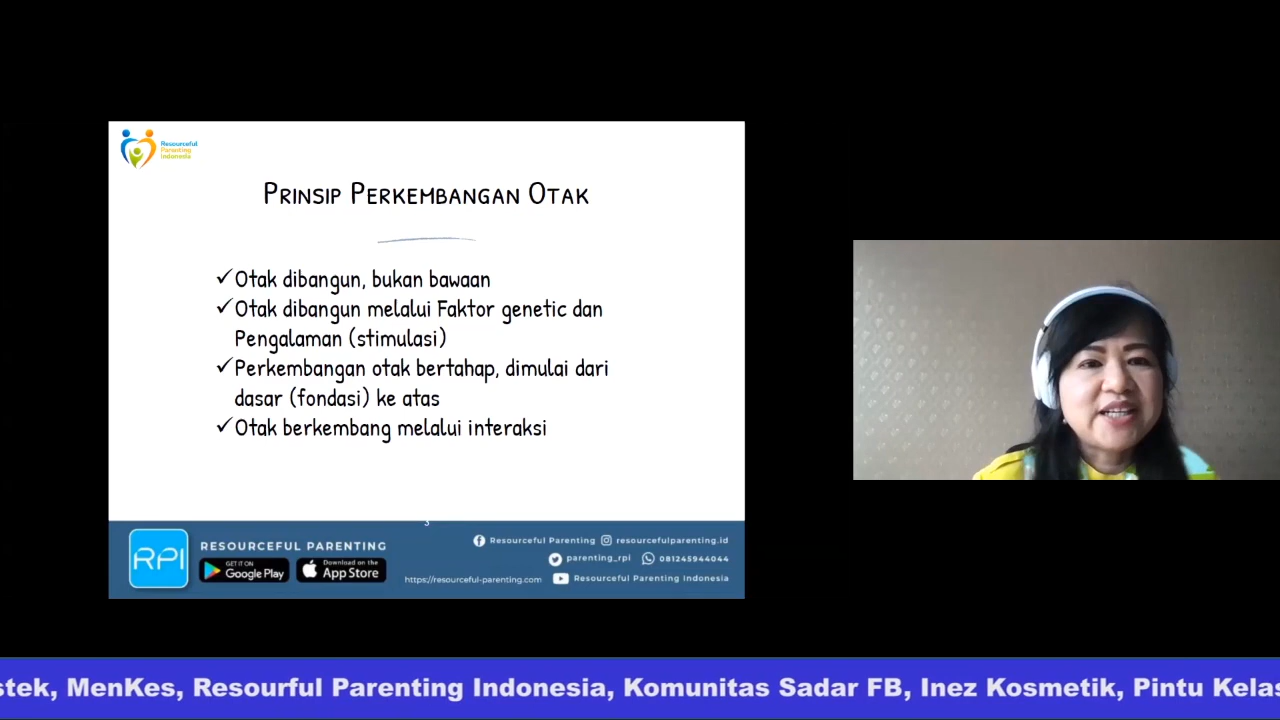 Resourceful
Parenting
Indonesia
Prinsip Perkembangan Otak
✓Otak dibangun, bukan bawaan
✓Otak dibangun melalui Faktor genetic dan
Pengalaman (stimulasi)
✓Perkembangan otak bertahap, dimulai dari
dasar (fondasi) ke atas
✓Otak berkembang melalui interaksi
3
RPI
RESOURCEFUL PARENTING
GET IT ON
Google Play
Download on the
App Store
Resourceful Parenting resourcefulparenting.id
parenting_rpi 081245944044
https://resourceful-parenting.com Resourceful Parenting Indonesia
stek, MenKes, Resourful Parenting Indonesia, Komunitas Sadar FB, Inez Kosmetik, Pintu Kelas